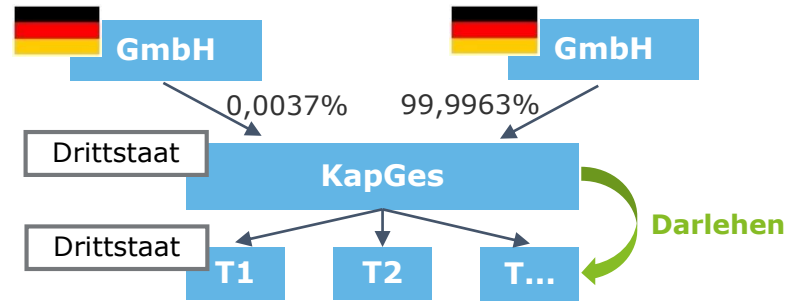 GmbH
GmbH
0,0037%
99,9963%
Drittstaat
KapGes
Darlehen
Drittstaat
T1
T2
T...